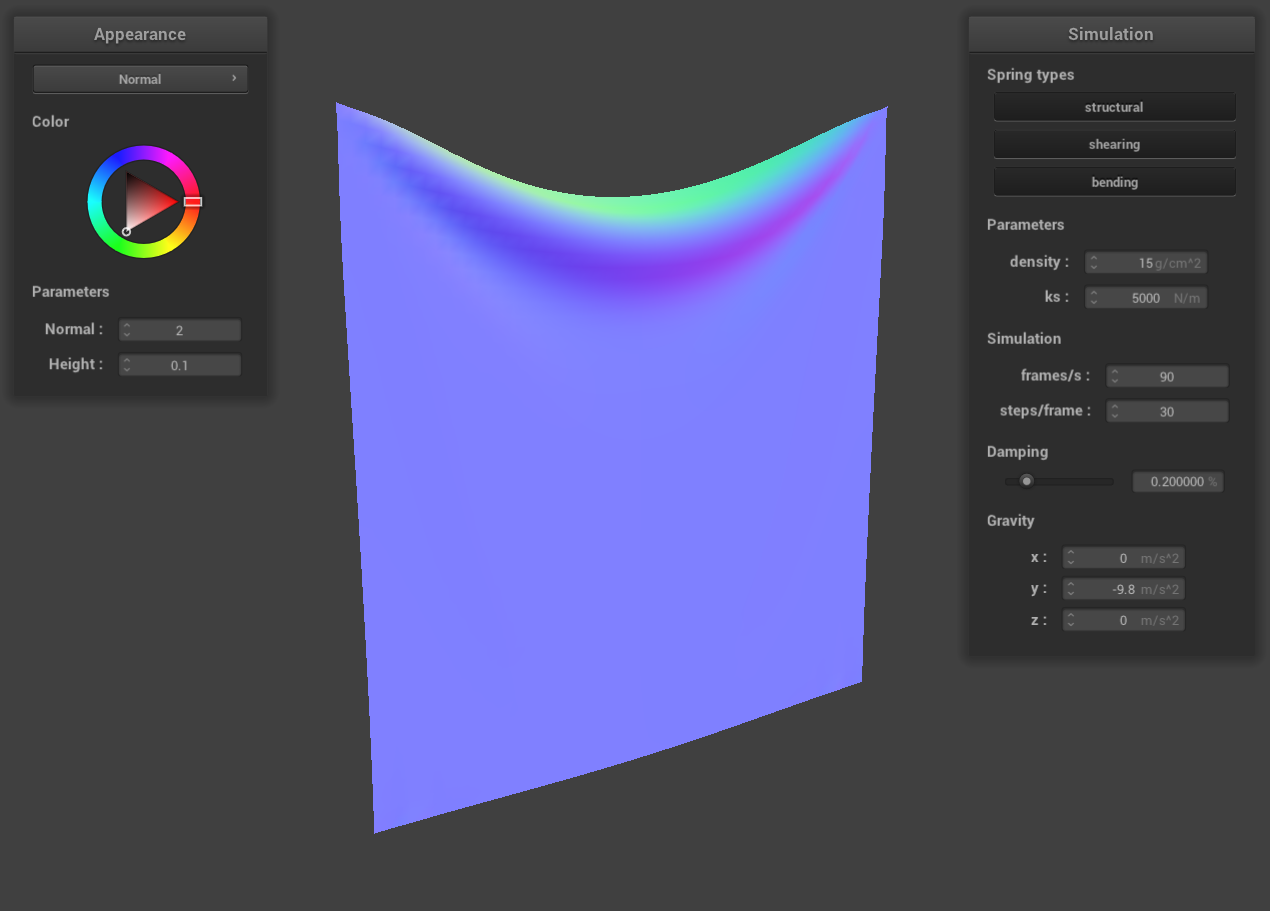 Appearance
Normal
Color
Parameters
Normal : 2
Height : 0.1
Simulation
Spring types
structural
shearing
bending
Parameters
density : 15 g/cm^2
ks : 5000 N/m
Simulation
frames/s : 90
steps/frame : 30
Damping
0.200000 %
Gravity
x : 0 m/s^2
y : -9.8 m/s^2
z : 0 m/s^2